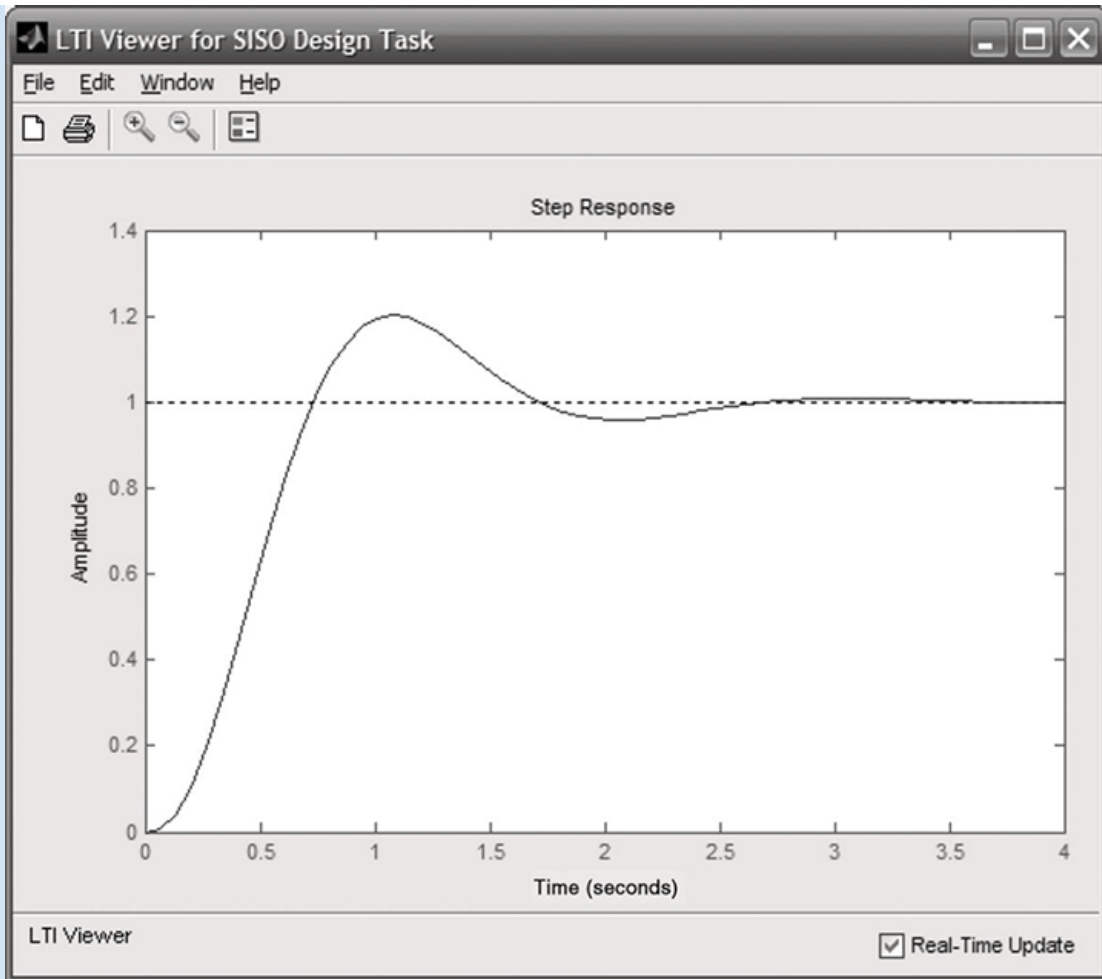 LTI Viewer for SISO Design Task
File Edit Window Help
Step Response
1.4
1.2
1
0.8
0.6
0.4
0.2
0
Amplitude
0 0.5 1 1.5 2 2.5 3 3.5 4
Time (seconds)
LTI Viewer
Real-Time Update